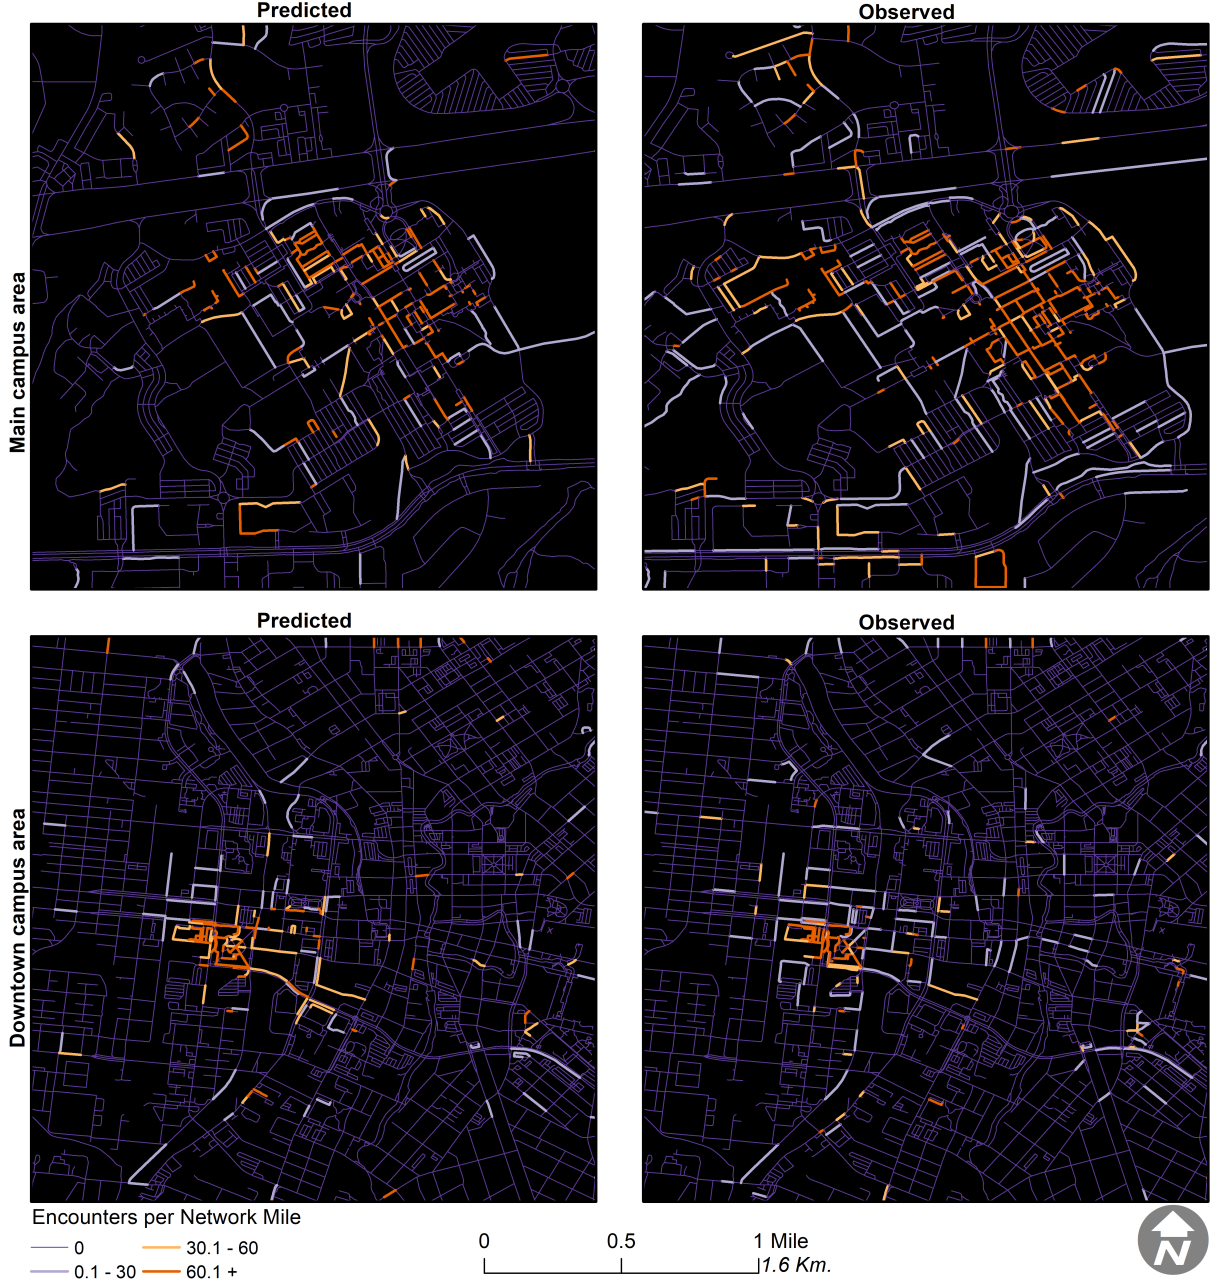 Predicted
Observed
Main campus area
Predicted
Observed
Downtown campus area
Encounters per Network Mile
0
30.1 - 60
0.1 - 30
60.1 +
0
0.5
1 Mile
1.6 Km.
N